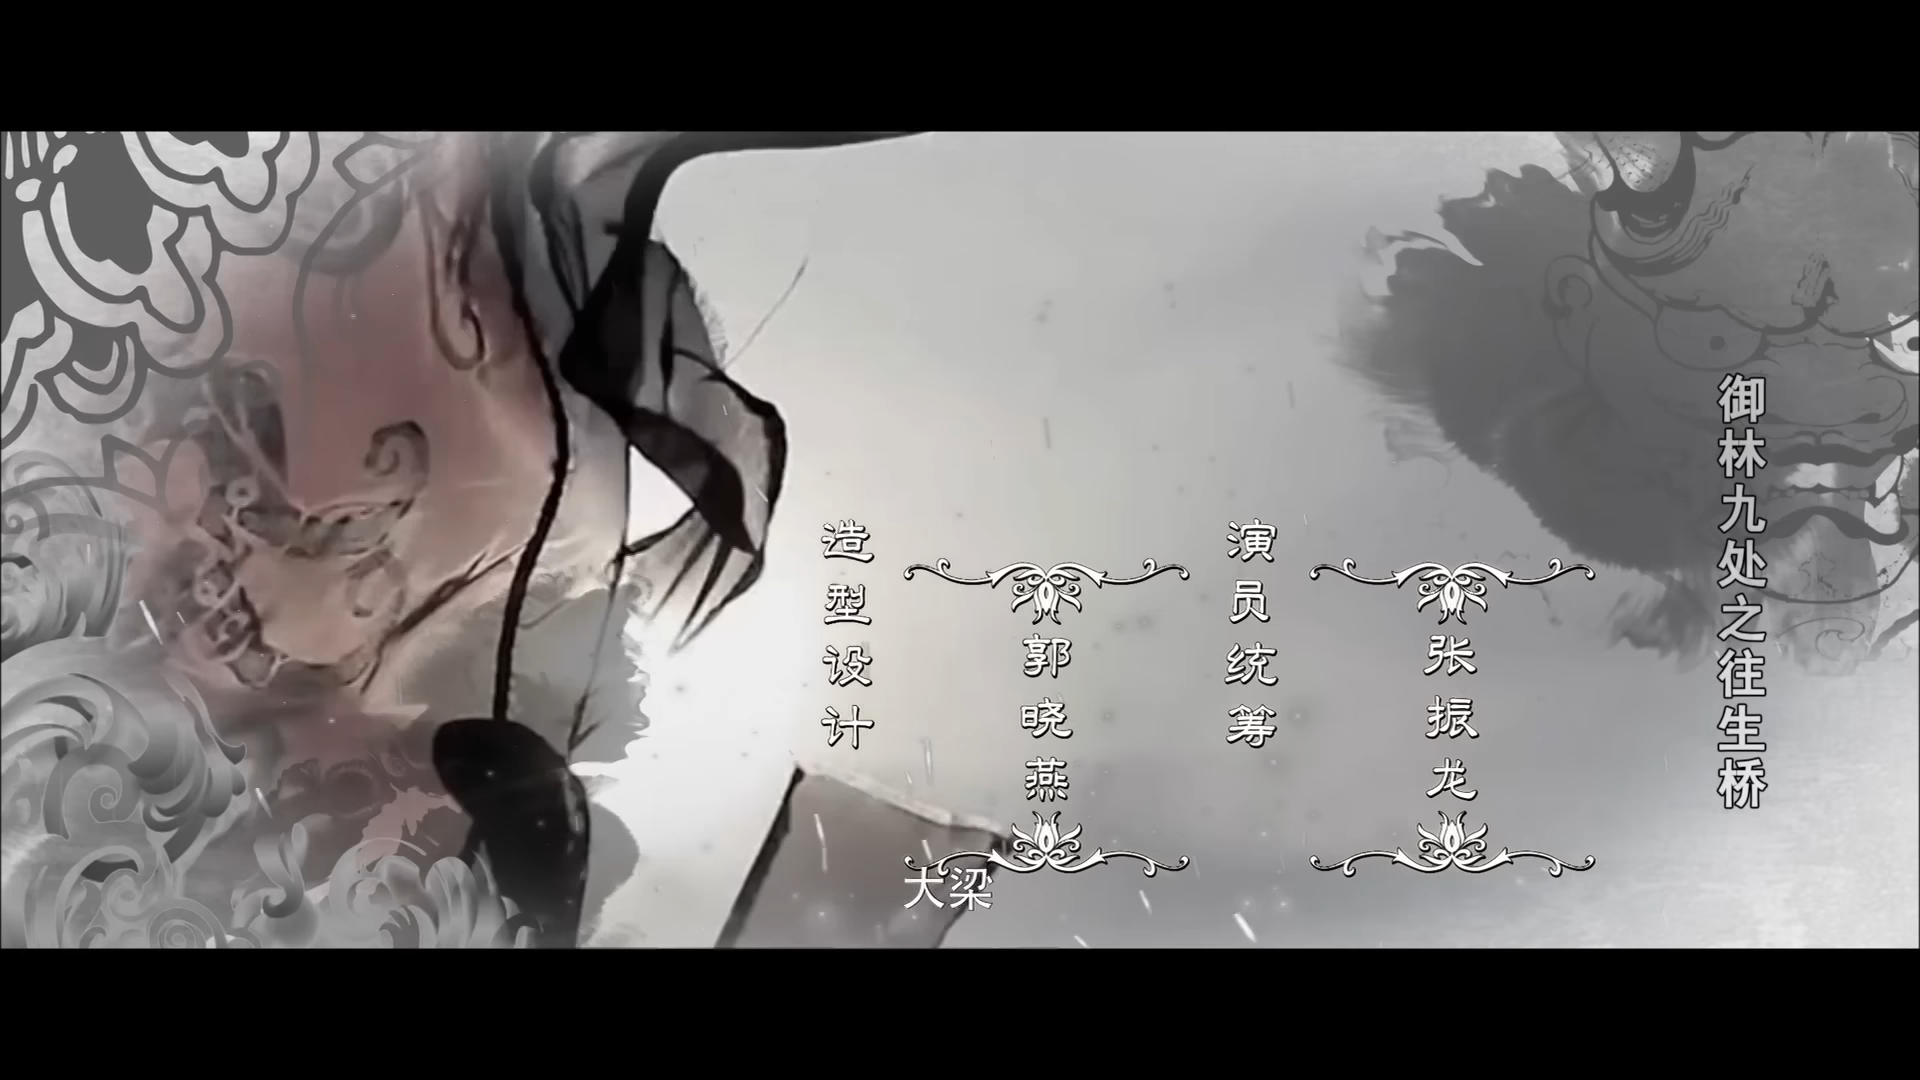 御林九处之往生桥
造型设计
郭晓燕
演员统筹
张振龙
大梁